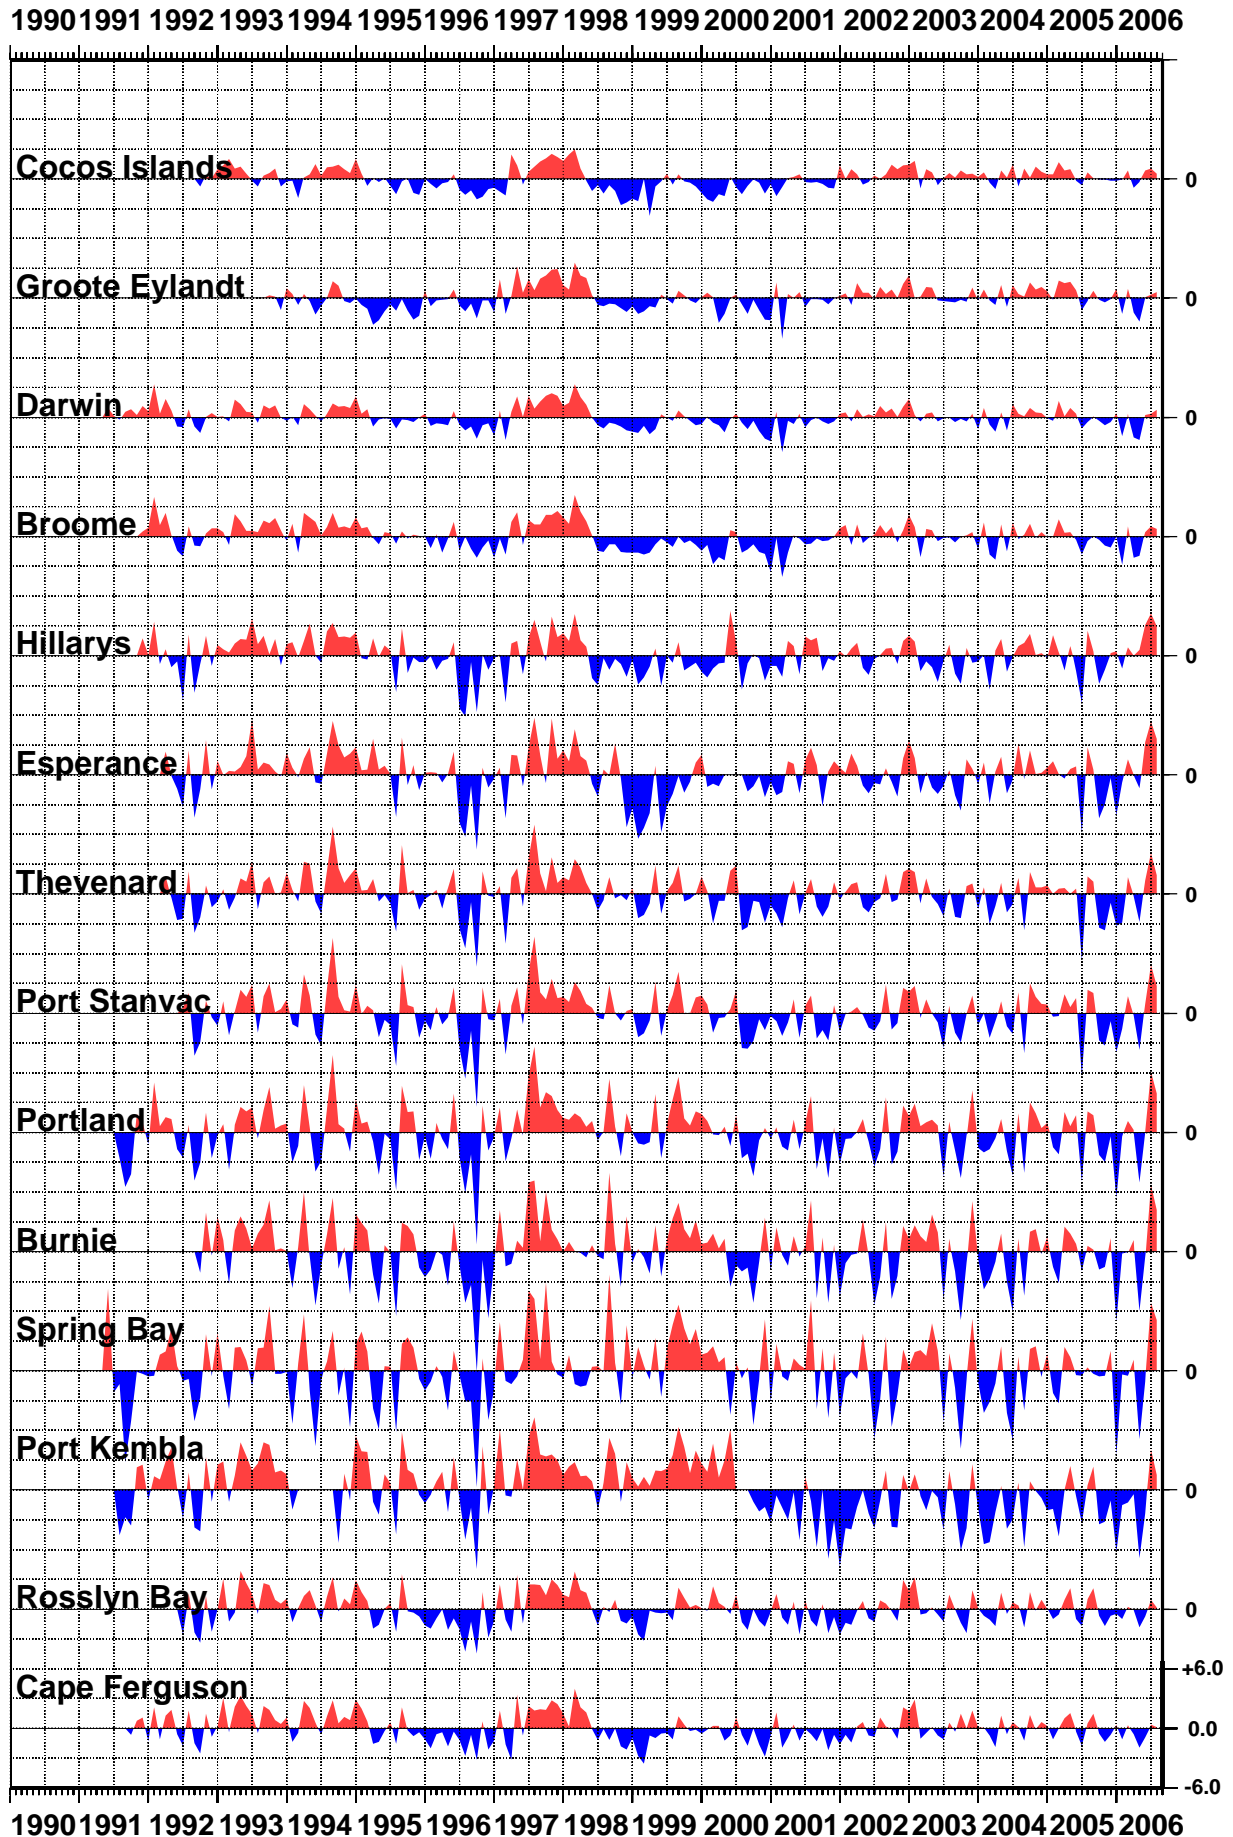 1990 1991 1992 1993 1994 1995 1996 1997 1998 1999 2000 2001 2002 2003 2004 2005 2006
Cocos Islands 0
Groote Eylandt 0
Darwin 0
Broome 0
Hillarys 0
Esperance 0
Thevenard 0
Port Stanvac 0
Portland 0
Burnie 0
Spring Bay 0
Port Kembla 0
Rosslyn Bay 0
+6.0
Cape Ferguson 0.0
-6.0
1990 1991 1992 1993 1994 1995 1996 1997 1998 1999 2000 2001 2002 2003 2004 2005 2006